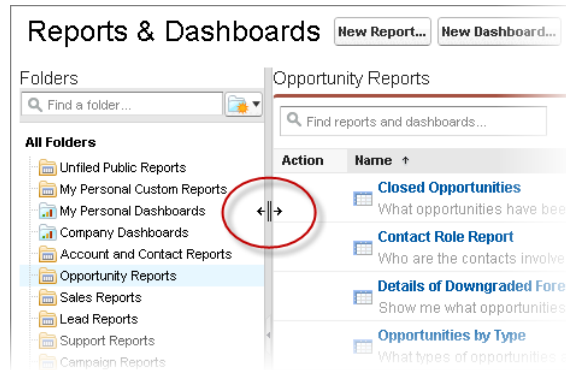 Reports & Dashboards
New Report...
New Dashboard...
Folders
Find a folder...
All Folders
Unfiled Public Reports
My Personal Custom Reports
My Personal Dashboards
Company Dashboards
Account and Contact Reports
Opportunity Reports
Sales Reports
Lead Reports
Support Reports
Campaign Reports
Opportunity Reports
Find reports and dashboards...
Action Name
Closed Opportunities
What opportunities have bee
Contact Role Report
Who are the contacts involve
Details of Downgraded Fore
Show me what opportunities
Opportunities by Type
What types of opportunities